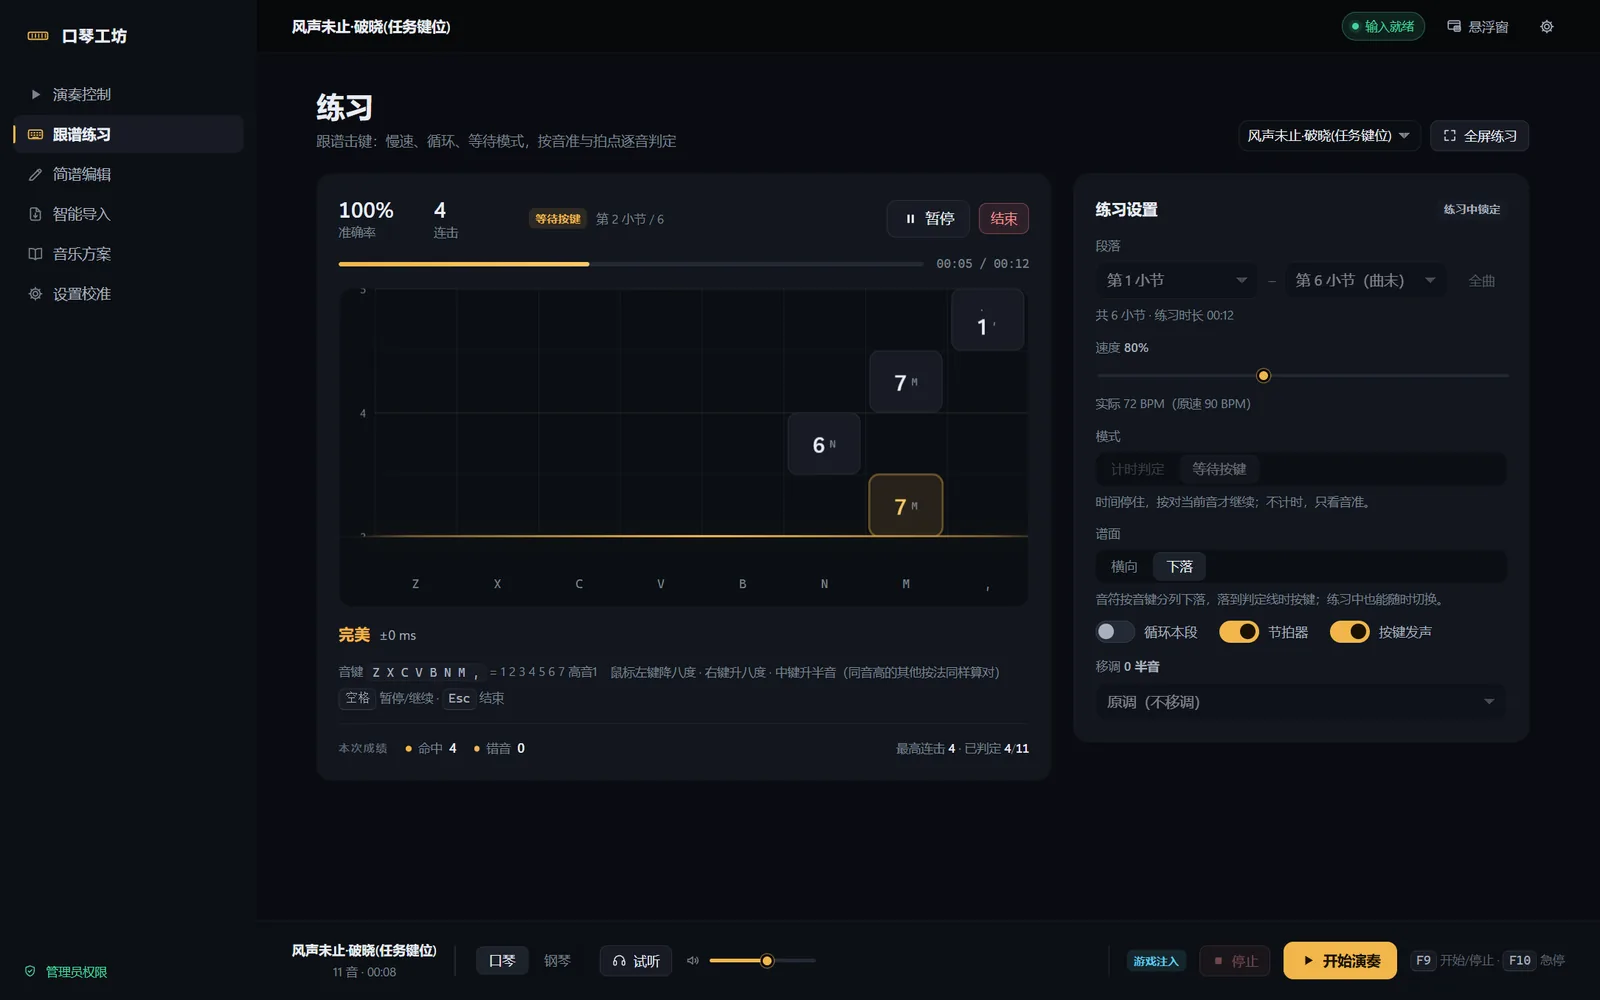 口琴工坊
演奏控制
跟谱练习
简谱编辑
智能导入
音乐方案
设置校准
管理员权限
风声未止·破晓(任务键位)
输入就绪
悬浮窗
练习
跟谱击键：慢速、循环、等待模式，按音准与拍点逐音判定
风声未止·破晓(任务键位)
全屏练习
100%
准确率
4
连击
等待按键 第 2 小节 / 6
暂停
结束
00:05 / 00:12
1 ,
7 M
4
6 N
7 M
Z X C V B N M ,
完美 ±0 ms
音键 Z X C V B N M , = 1 2 3 4 5 6 7 高音1 鼠标左键降八度 · 右键升八度 · 中键升半音（同音高的其他按法同样算对）
空格 暂停/继续 · Esc 结束
本次成绩 命中 4 错音 0
最高连击 4 · 已判定 4/11
练习设置
练习中锁定
段落
第 1 小节 – 第 6 小节（曲末） 全曲
共 6 小节 · 练习时长 00:12
速度 80%
实际 72 BPM（原速 90 BPM）
模式
计时判定 等待按键
时间停住，按对当前音才继续；不计时，只看音准。
谱面
横向 下落
音符按音键分列下落，落到判定线时按键；练习中也能随时切换。
循环本段 节拍器 按键发声
移调 0 半音
原调（不移调）
风声未止·破晓(任务键位)
11 音 · 00:08
口琴 钢琴
试听
游戏注入
停止
开始演奏
F9 开始/停止 · F10 急停